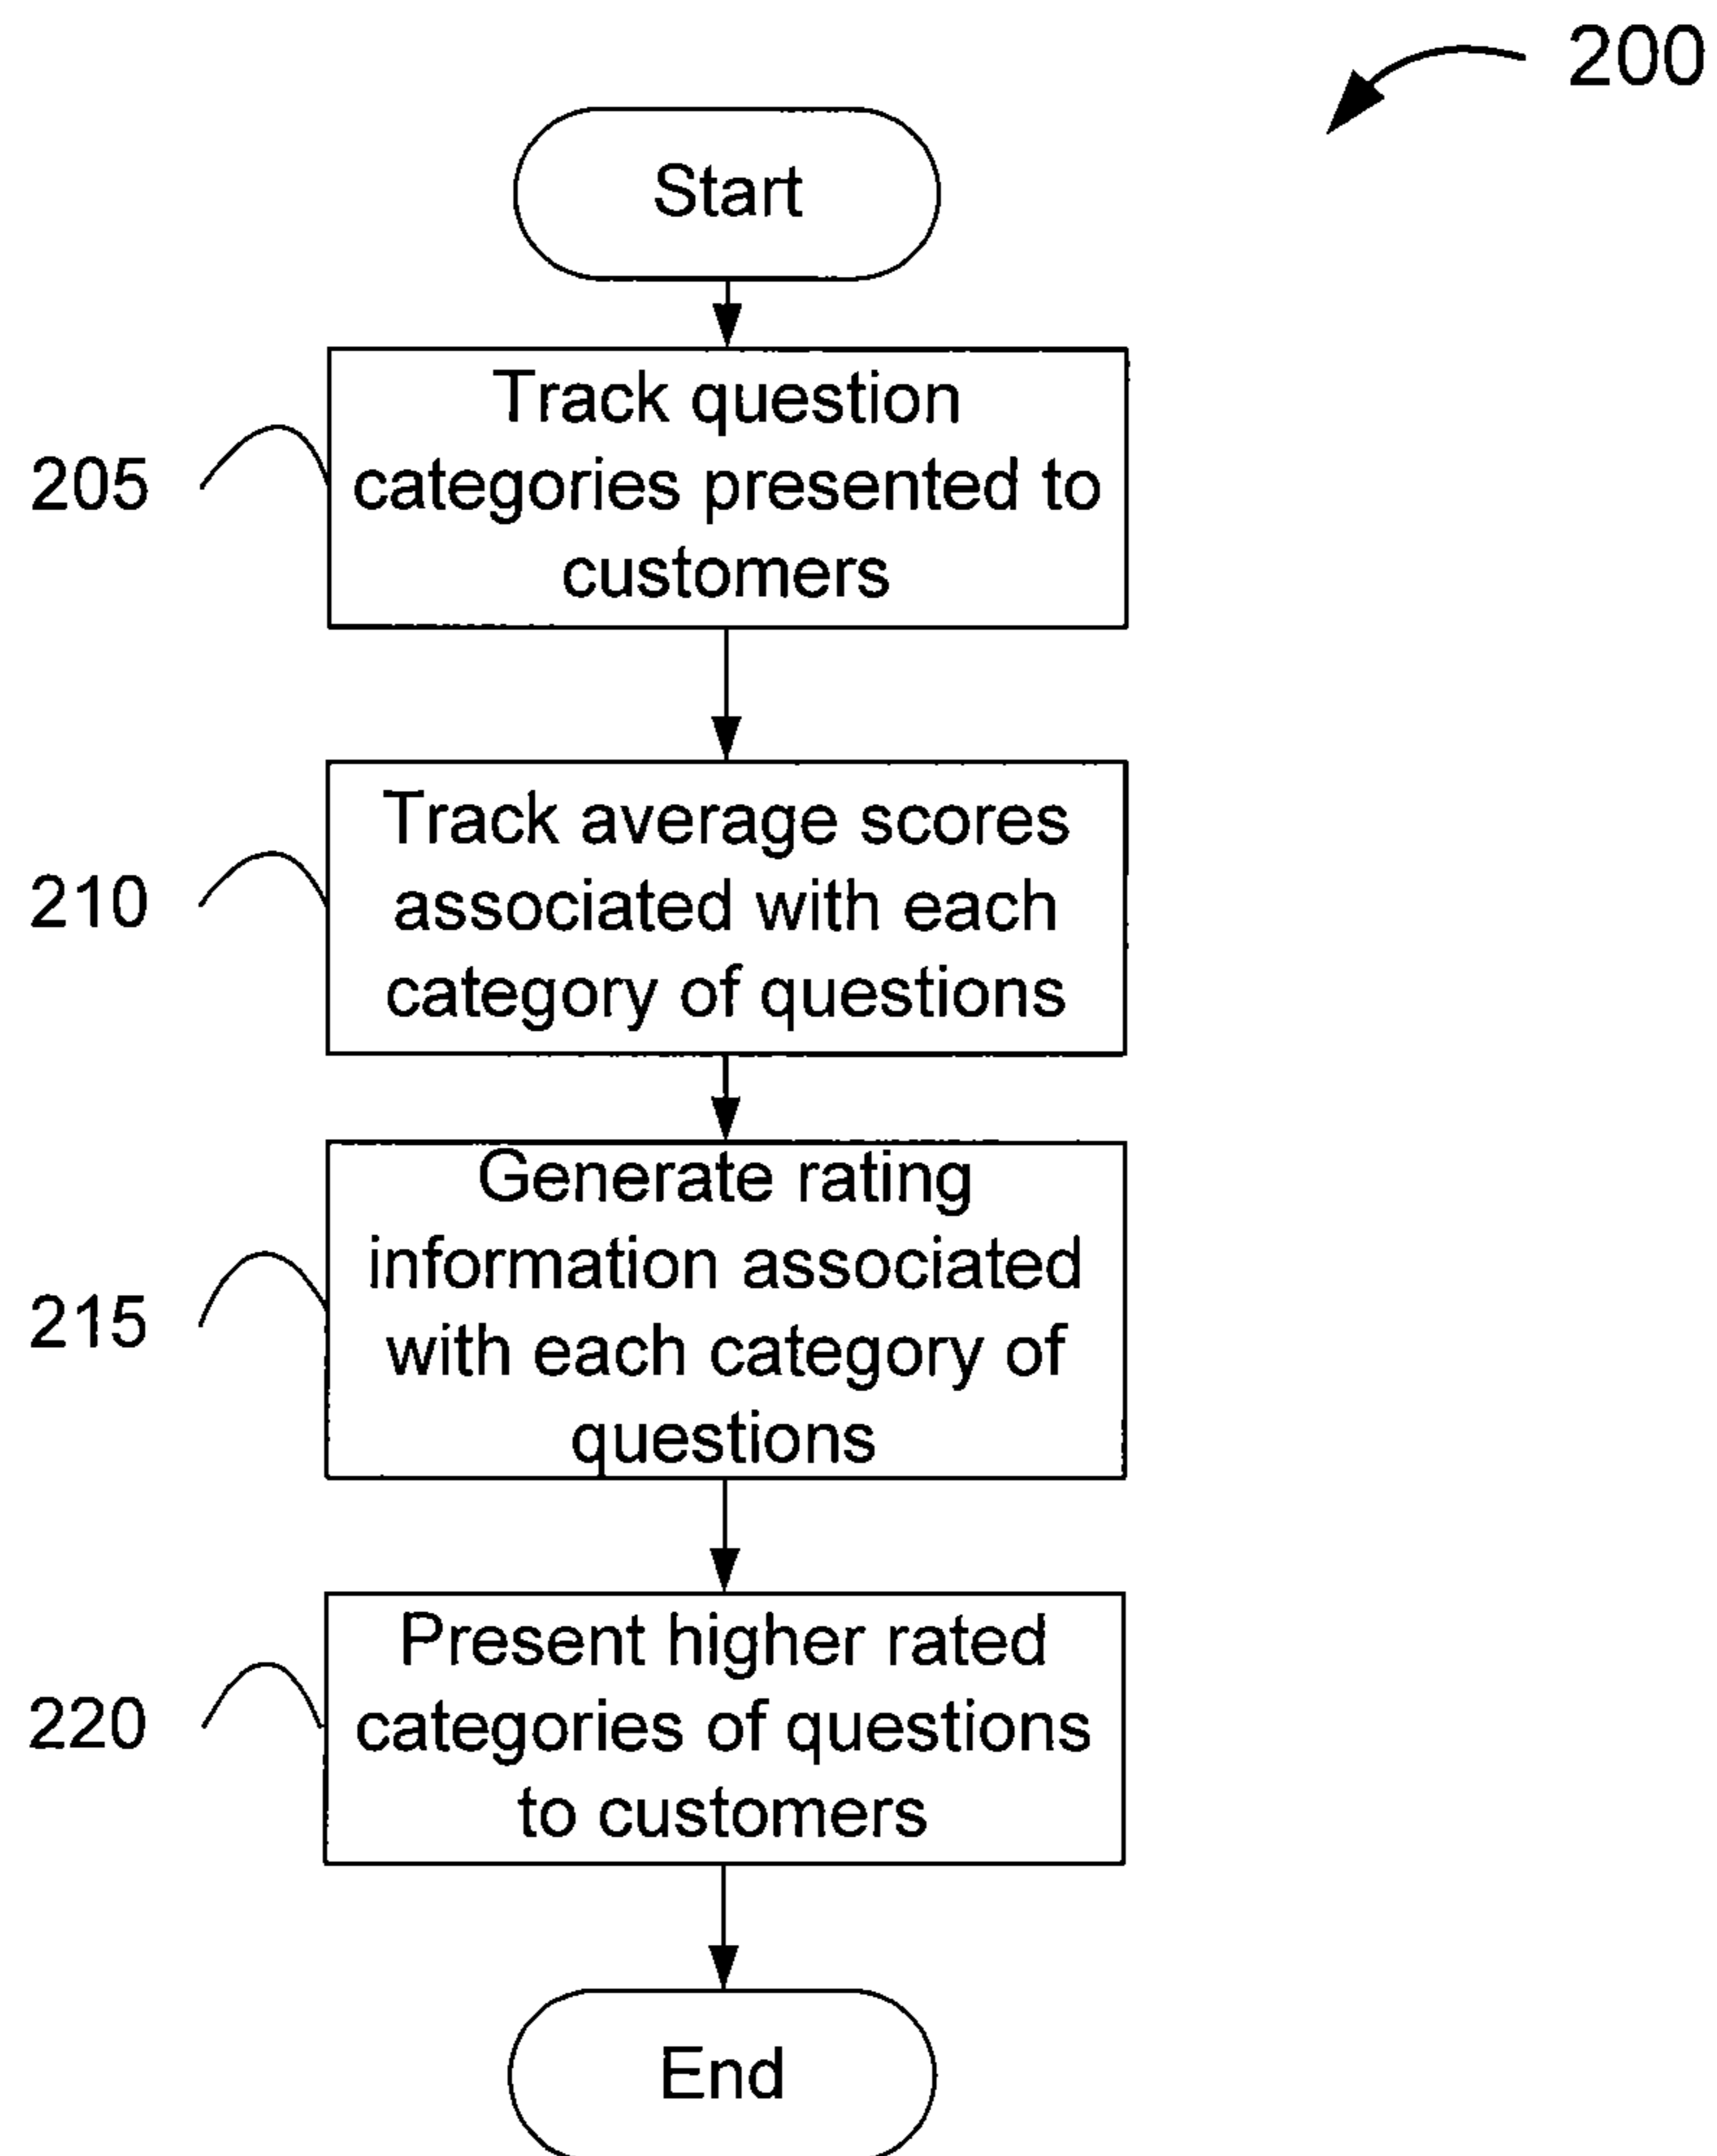 200
Start
Track question
categories presented to
customers
205
Track average scores
associated with each
category of questions
210
Generate rating
information associated
with each category of
questions
215
Present higher rated
categories of questions
to customers
220
End